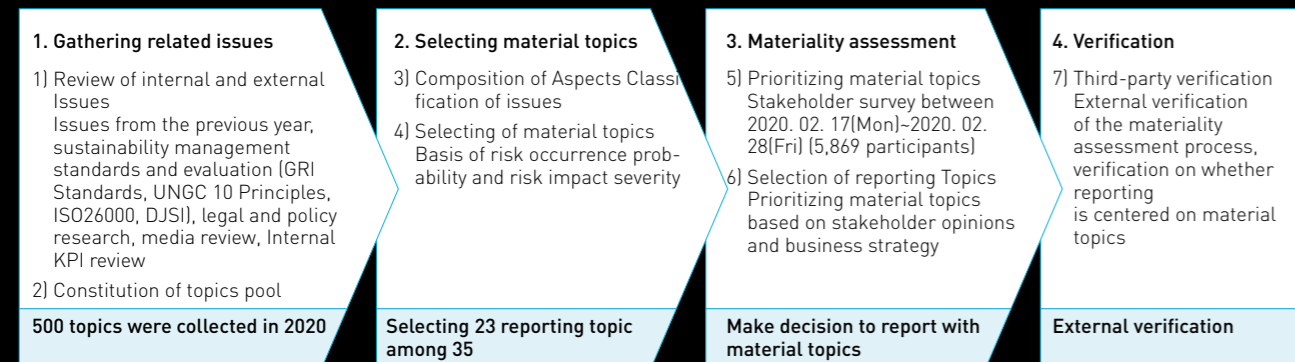 1. Gathering related issues
1) Review of internal and external
Issues
Issues from the previous year,
sustainability management
standards and evaluation (GRI
Standards, UNGC 10 Principles,
ISO26000, DJSI), legal and policy
research, media review, Internal
KPI review
2) Constitution of topics pool
500 topics were collected in 2020
2. Selecting material topics
3) Composition of Aspects Classi
fication of issues
4) Selecting of material topics
Basis of risk occurrence prob-
ability and risk impact severity
Selecting 23 reporting topic
among 35
3. Materiality assessment
5) Prioritizing material topics
Stakeholder survey between
2020. 02. 17(Mon)~2020. 02.
28(Fri) (5,869 participants)
6) Selection of reporting Topics
Prioritizing material topics
based on stakeholder opinions
and business strategy
Make decision to report with
material topics
4. Verification
7) Third-party verification
External verification
of the materiality
assessment process,
verification on whether
reporting
is centered on material
topics
External verification